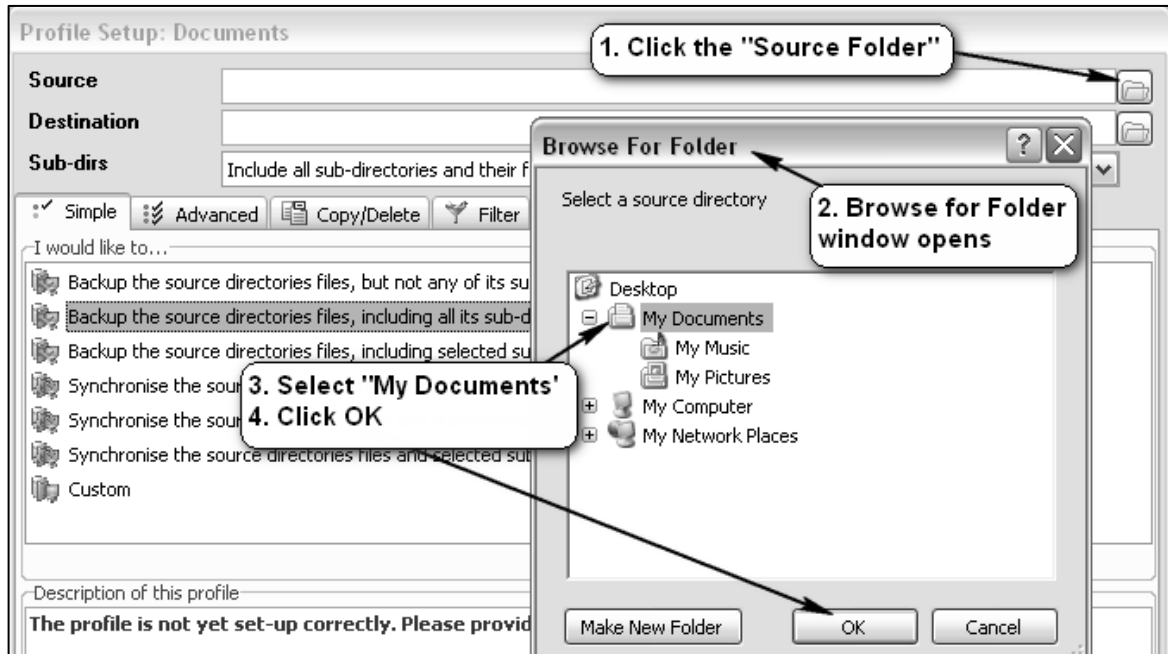 Profile Setup: Documents
1. Click the "Source Folder"
Source
Destination
Sub-dirs
Include all sub-directories and their f
Simple
Advanced
Copy/Delete
Filter
I would like to...
Backup the source directories files, but not any of its su
Backup the source directories files, including all its sub-d
Backup the source directories files, including selected su
Synchronise the sour
Synchronise the sour
Synchronise the source directories files and selected sub
Custom
Description of this profile
The profile is not yet set-up correctly. Please provid
Browse For Folder
?
X
Select a source directory
2. Browse for Folder
window opens
Desktop
My Documents
My Music
My Pictures
My Computer
My Network Places
3. Select "My Documents'
4. Click OK
Make New Folder
OK
Cancel